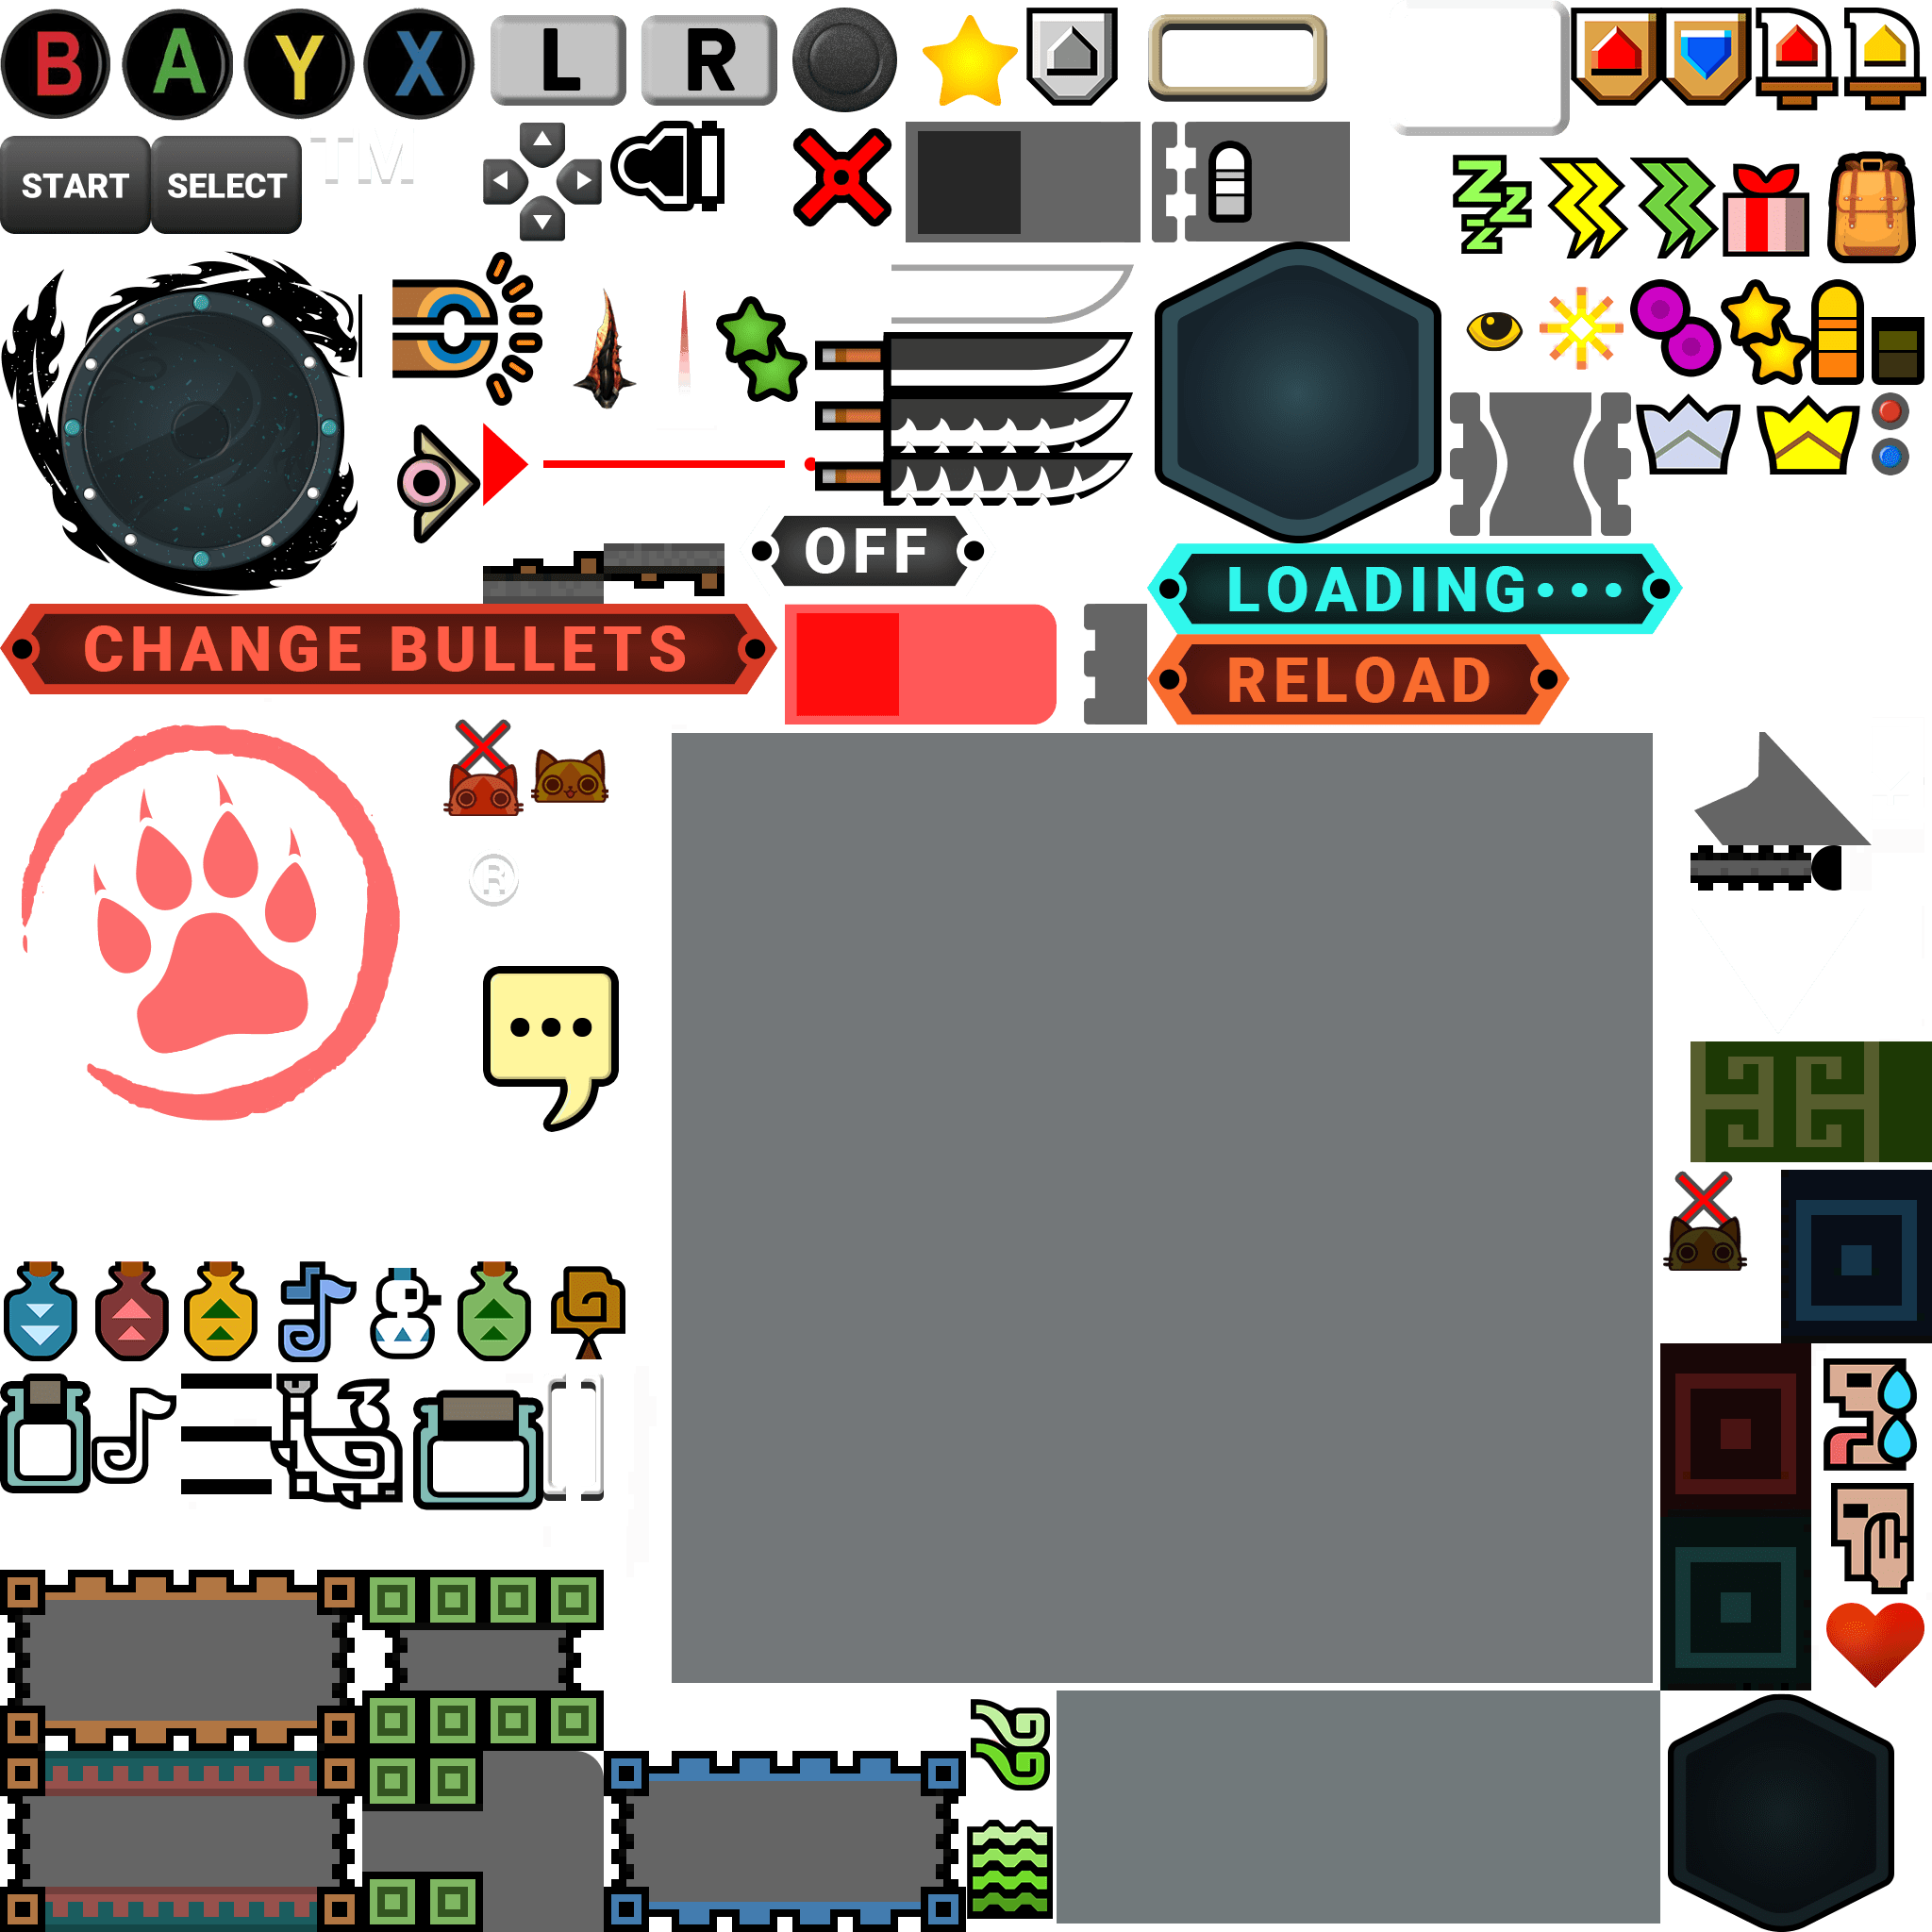 B A Y X L R
START SELECT TM
Z Z Z
OFF
LOADING...
CHANGE BULLETS
RELOAD
®